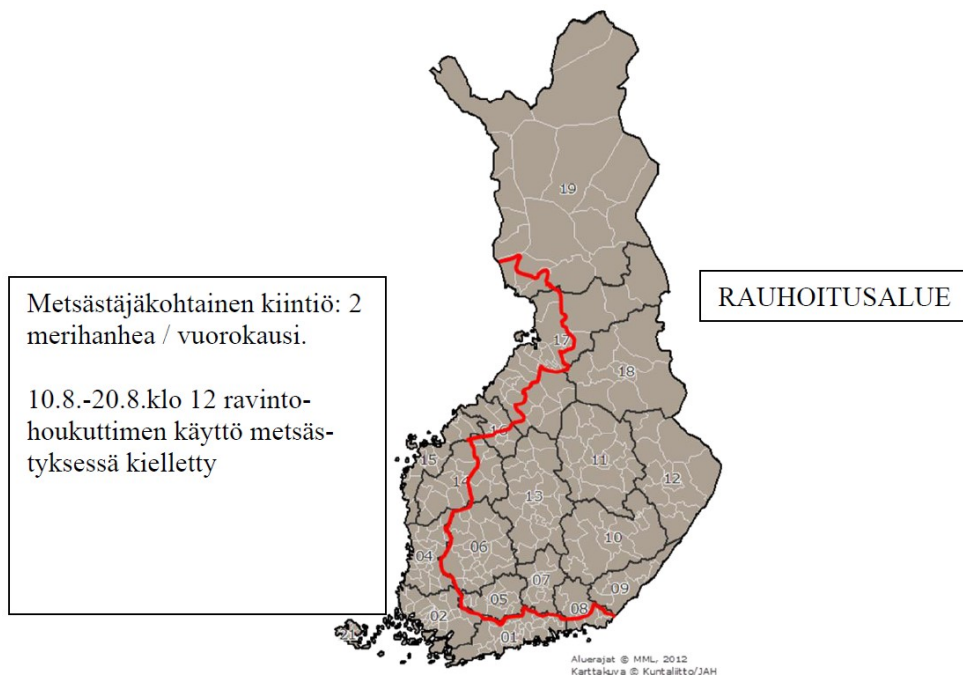 Metsästäjäkohtainen kiintiö: 2
merihanhea / vuorokausi.
10.8.-20.8.klo 12 ravinto-
houkuttimen käyttö metsäs-
tyksessä kielletty
RAUHOITUSALUE
19
17
18
16
15
14
13
11
12
10
04
06
07
09
05
08
02
01
21
Aluerajat © MML, 2012
Karttakuva © Kuntaliitto/JAH